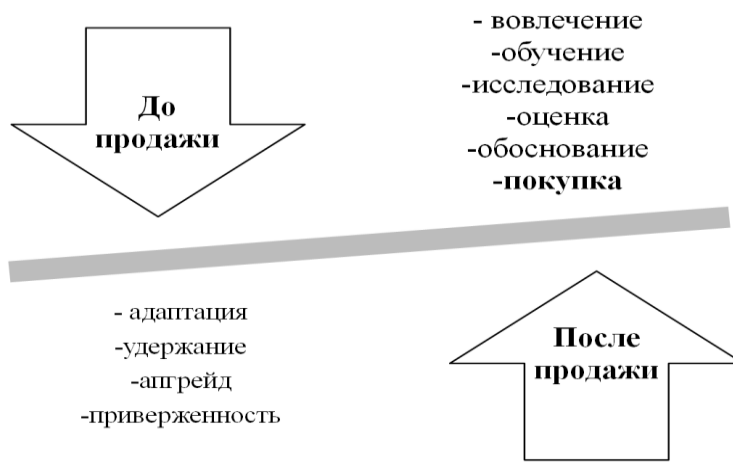 До
продажи
- вовлечение
-обучение
-исследование
-оценка
-обоснование
-покупка
- адаптация
-удержание
-апгрейд
-приверженность
После
продажи